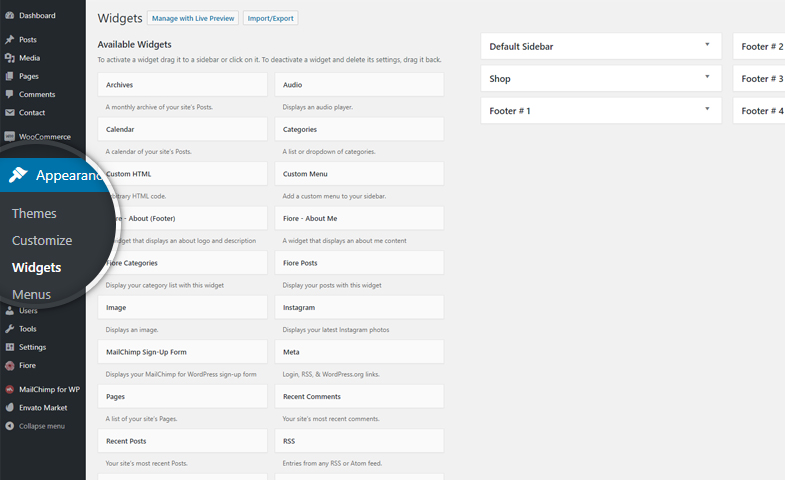 Dashboard
Posts
Media
Pages
Comments
Contact
WooCommerce
Themes
Customize
Widgets
Menus
Users
Tools
Settings
Fiore
MailChimp for WP
Envato Market
Collapse menu
Widgets Manage with Live Preview Import/Export
Available Widgets
To activate a widget drag it to a sidebar or click on it. To deactivate a widget and delete its settings, drag it back.
Archives Audio
A monthly archive of your site's Posts. Displays an audio player.
Calendar Categories
A calendar of your site's Posts. A list or dropdown of categories.
Custom HTML Custom Menu
HTML code. Add a custom menu to your sidebar.
- About (Footer) Fiore - About Me
widget that displays an about logo and description A widget that displays an about me content
Fiore Categories Fiore Posts
Display your category list with this widget Display your posts with this widget
Image Instagram
Displays an image. Displays your latest Instagram photos
MailChimp Sign-Up Form Meta
Displays your MailChimp for WordPress sign-up form Login, RSS, & WordPress.org links.
Pages Recent Comments
A list of your site's Pages. Your site's most recent comments.
Recent Posts RSS
Your site's most recent Posts. Entries from any RSS or Atom feed.
Default Sidebar Footer # 2
Shop Footer # 3
Footer # 1 Footer # 4